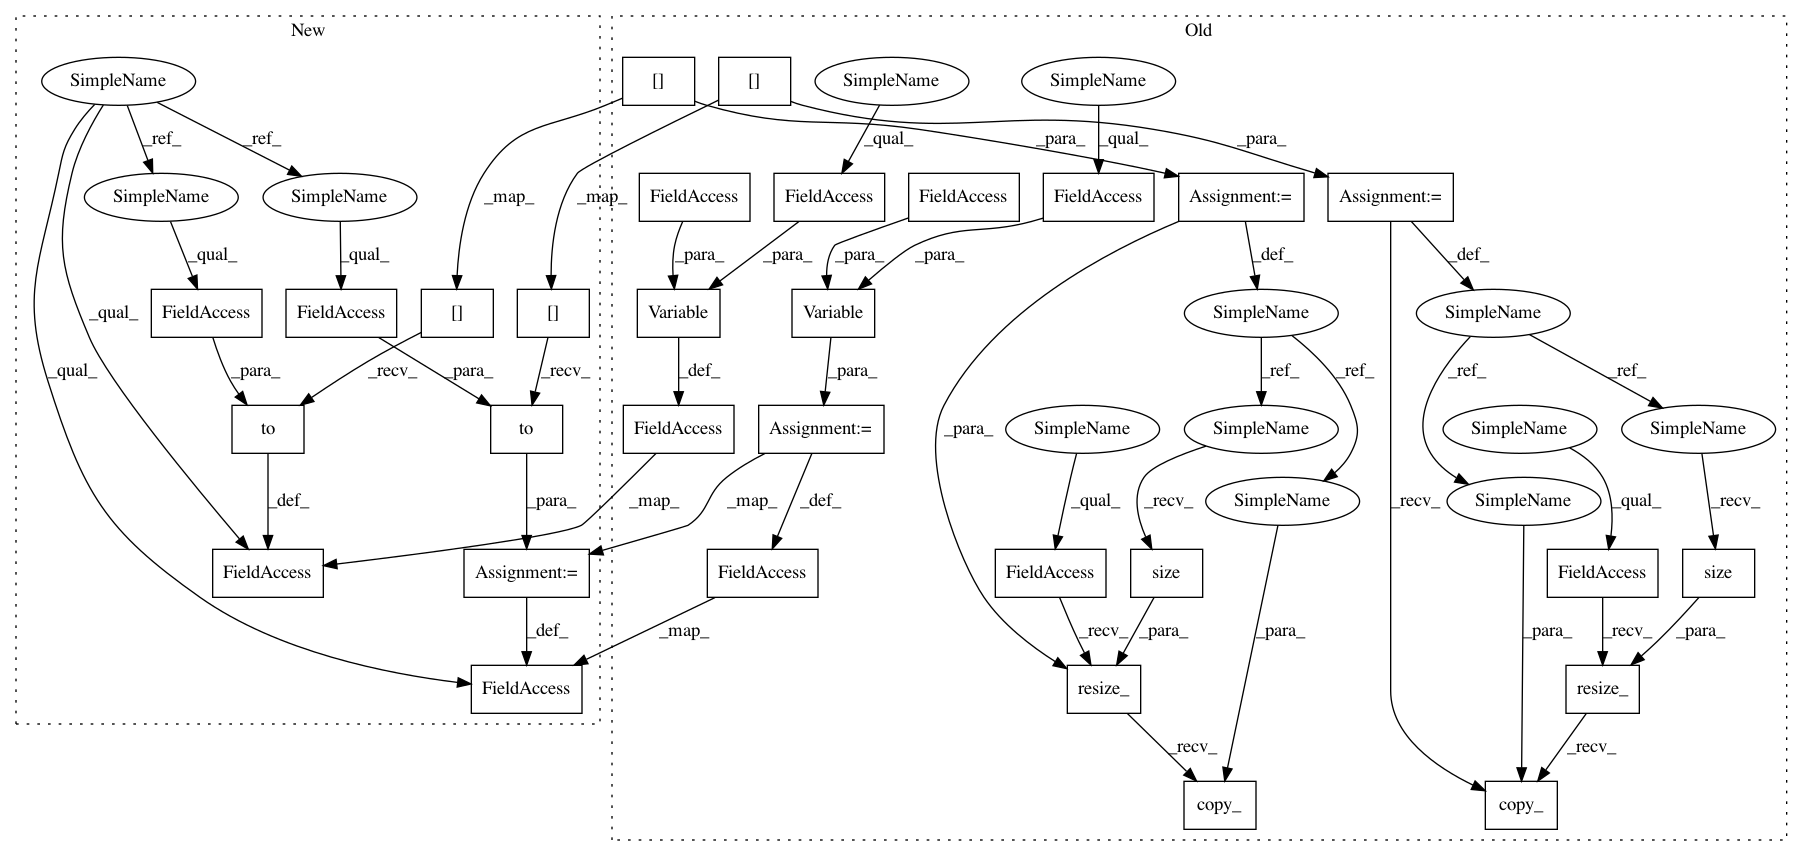 New
Old
SimpleName
[]
[]
SimpleName
SimpleName
_ref_
_ref_
_qual_
_para_
_qual_
_para_
SimpleName
SimpleName
_map_
_map_
FieldAccess
FieldAccess
FieldAccess
FieldAccess
Assignment:=
Assignment:=
_qual_
_qual_
_para_
_para_
_para_
_para_
_def_
_def_
_qual_
FieldAccess
FieldAccess
[]
[]
Variable
Variable
SimpleName
SimpleName
_qual_
_para_
_recv_
_para_
_recv_
_def_
_para_
_ref_
_ref_
_ref_
_ref_
to
to
FieldAccess
Assignment:=
_para_
SimpleName
SimpleName
SimpleName
SimpleName
_def_
_para_
_map_
_map_
_def_
_qual_
_recv_
SimpleName
_recv_
SimpleName
_qual_
_recv_
_para_
FieldAccess
Assignment:=
FieldAccess
FieldAccess
size
FieldAccess
size
_def_
_map_
_recv_
_para_
_para_
_para_
_recv_
_para_
FieldAccess
resize_
resize_
_recv_
_recv_
copy_
copy_